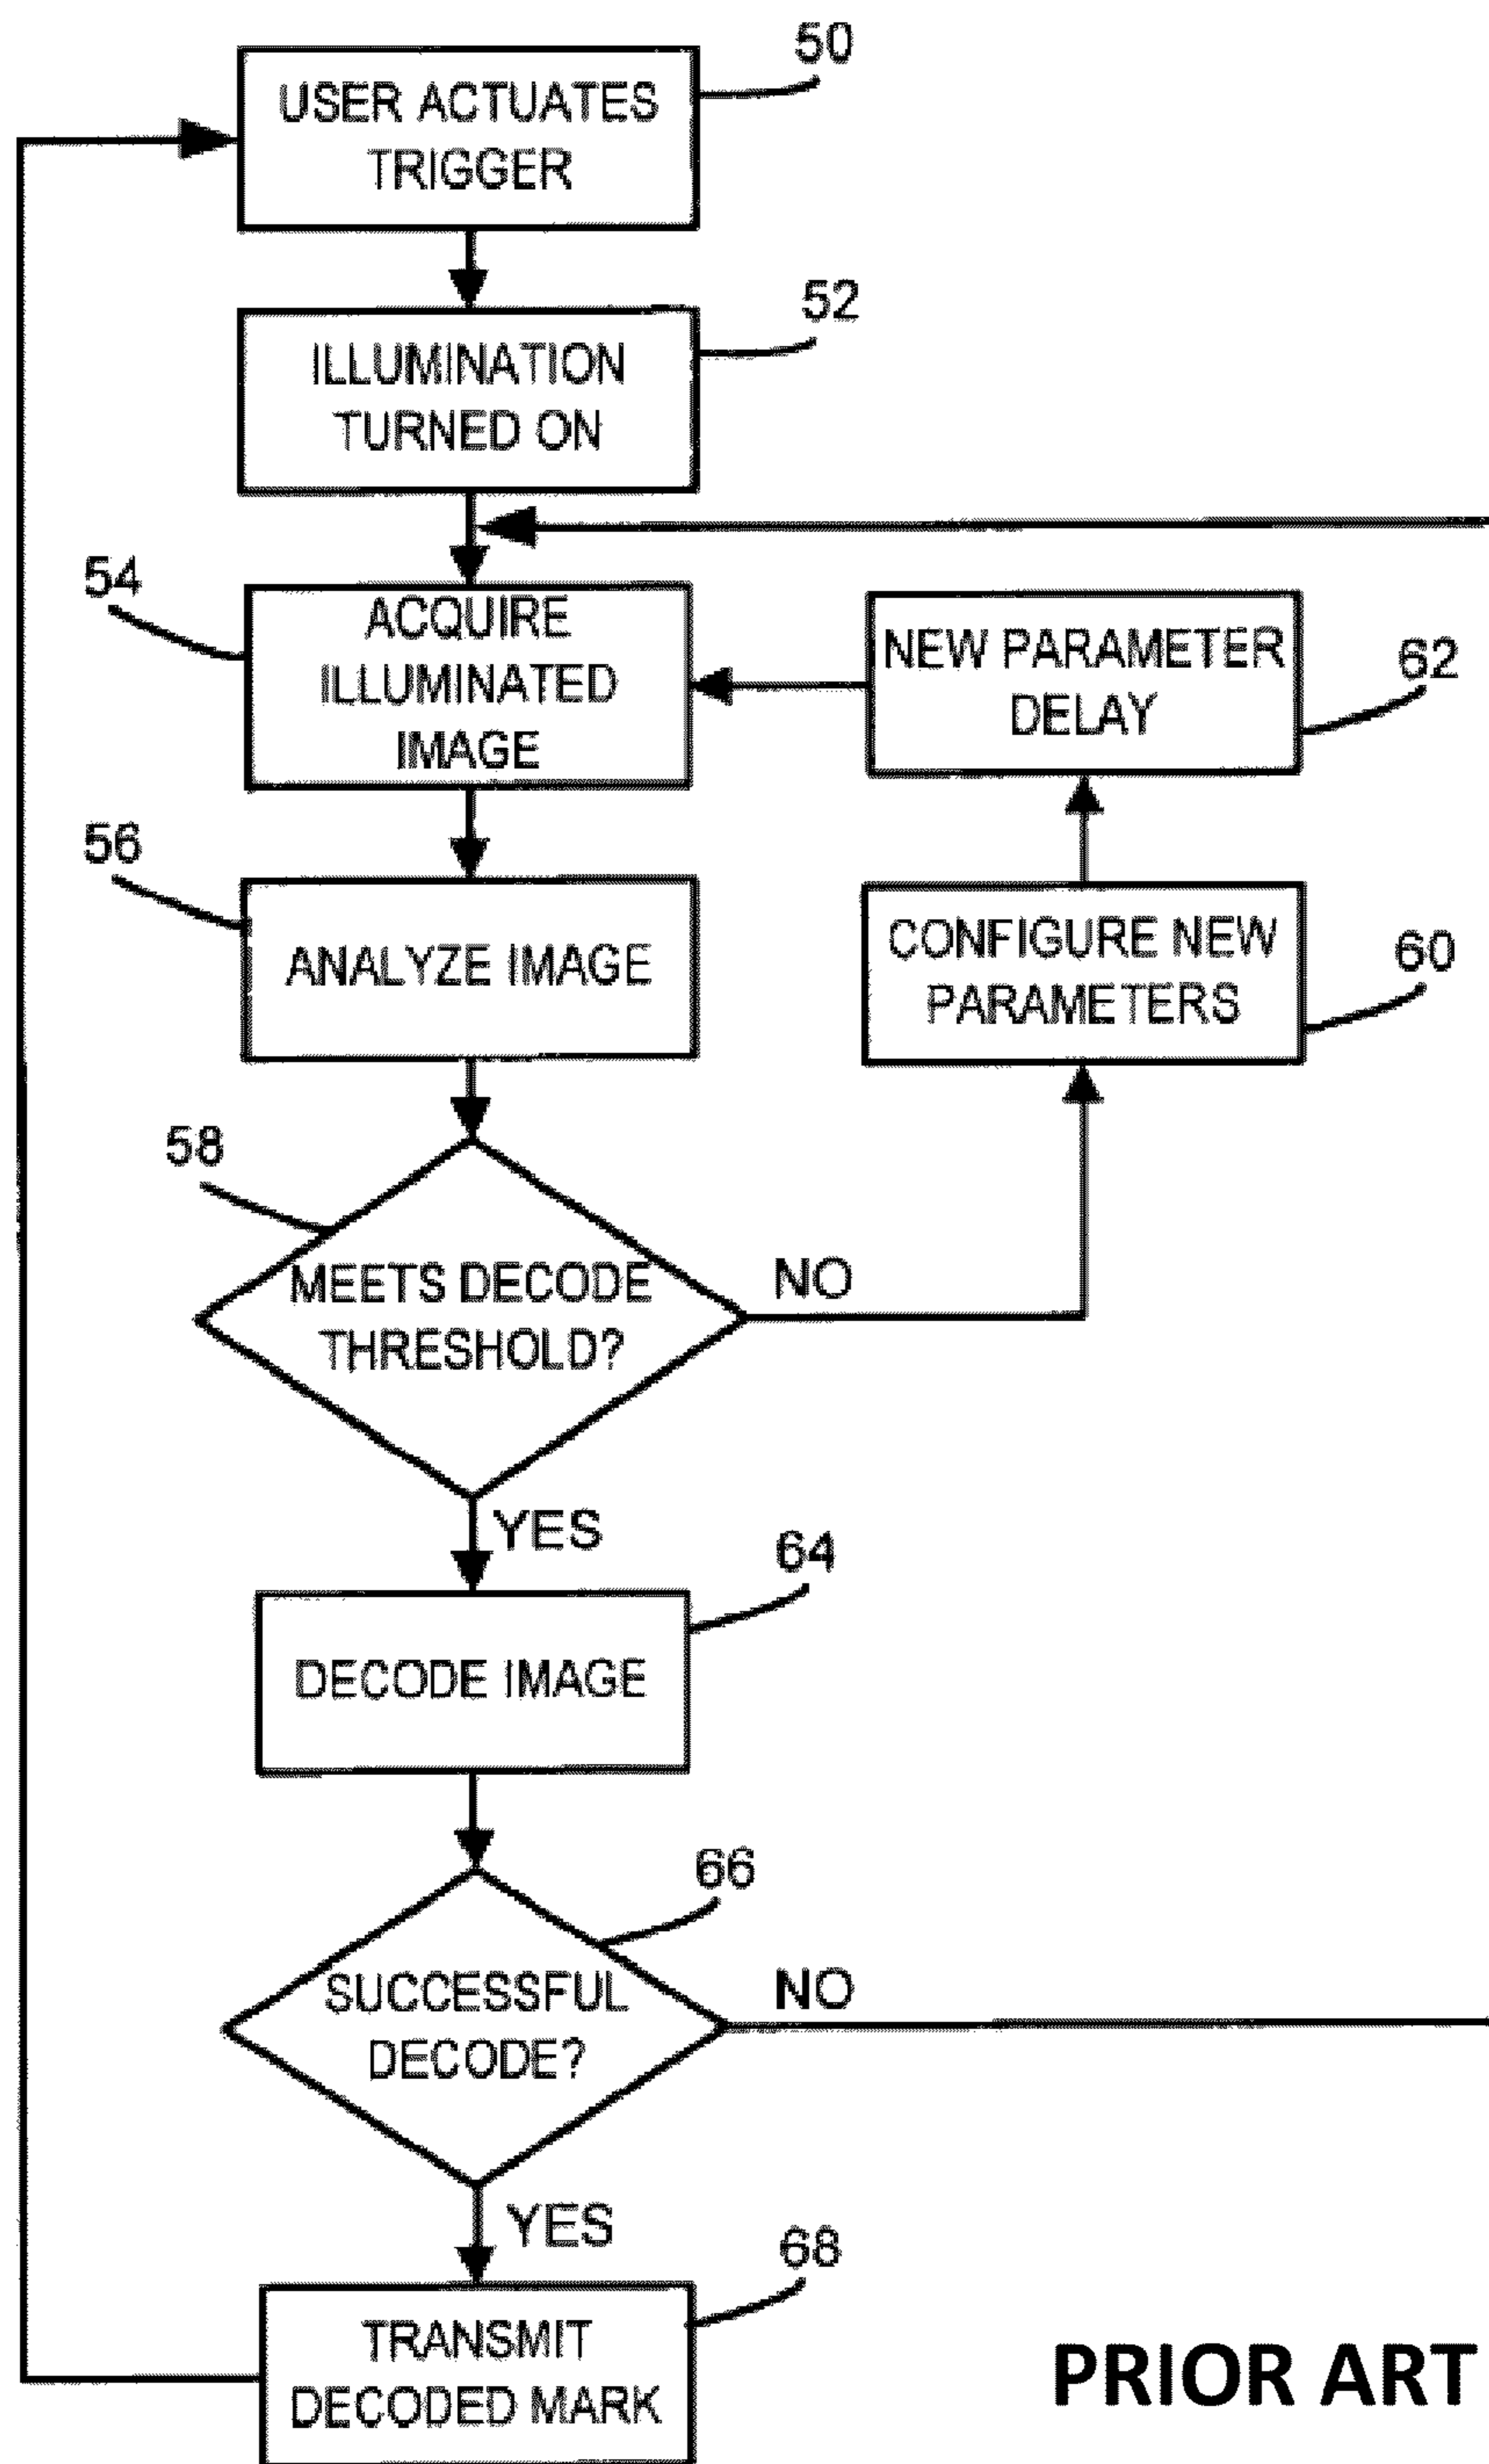 50
USER ACTUATES
TRIGGER
52
ILLUMINATION
TURNED ON
54
ACQUIRE
ILLUMINATED
IMAGE
NEW PARAMETER
DELAY
62
56
ANALYZE IMAGE
CONFIGURE NEW
PARAMETERS
60
58
MEETS DECODE
THRESHOLD?
NO
YES
64
DECODE IMAGE
66
SUCCESSFUL
DECODE?
NO
YES
68
TRANSMIT
DECODED MARK
PRIOR ART